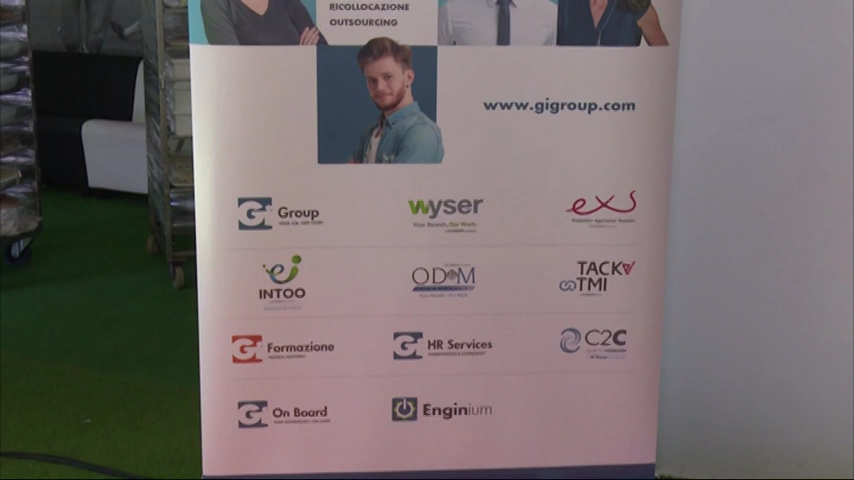 RICOLLOCAZIONE
OUTSOURCING
www.gigroup.com
Gi Group
wyser
Your Search, Our Work.
exs
INTOO
ODM
TACK
TMI
Gi Formazione
Gi HR Services
C2C
Gi On Board
Enginium